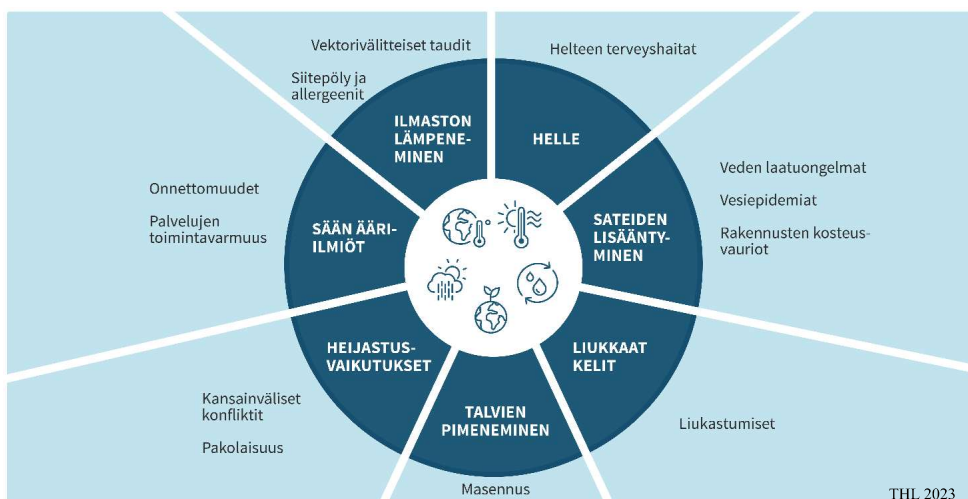 Vektorivälitteiset taudit
Siitepöly ja
allergeenit
ILMASTON
LÄMPENE-
MINEN
Helteen terveyshaitat
HELLE
Veden laatuongelmat
Vesiepidemiat
Rakennusten kosteus-
vauriot
SATEIDEN
LISÄÄNTY-
MINEN
Onnettomuudet
Palvelujen
toimintavarmuus
SÄÄN ÄÄRI-
ILMIÖT
HEIJASTUS-
VAIKUTUKSET
Kansainväliset
konfliktit
Pakolaisuus
TALVIEN
PIMENEMINEN
Masennus
LIUKKAAT
KELIT
Liukastumiset
THL 2023